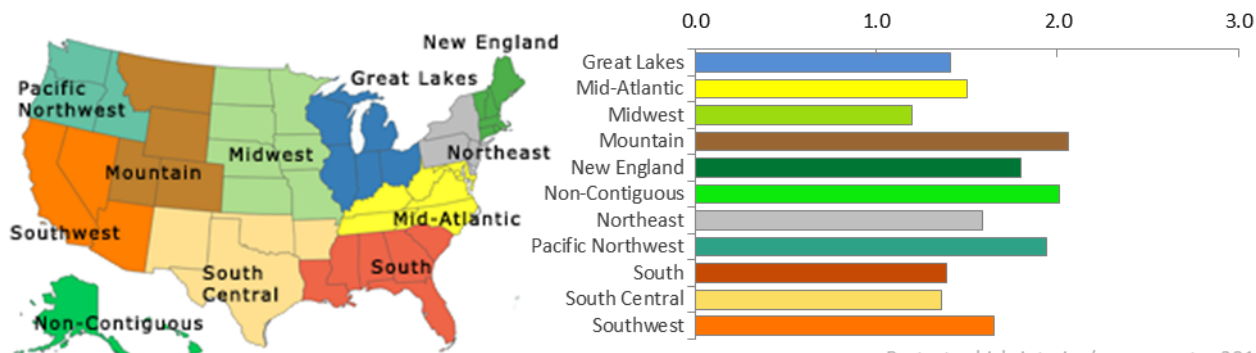 New England
Great Lakes
Pacific
Northwest
Midwest
Northeast
Mountain
Mid-Atlantic
Southwest
South
South
Central
Non-Contiguous
0.0 1.0 2.0 3.0
Great Lakes
Mid-Atlantic
Midwest
Mountain
New England
Non-Contiguous
Northeast
Pacific Northwest
South
South Central
Southwest